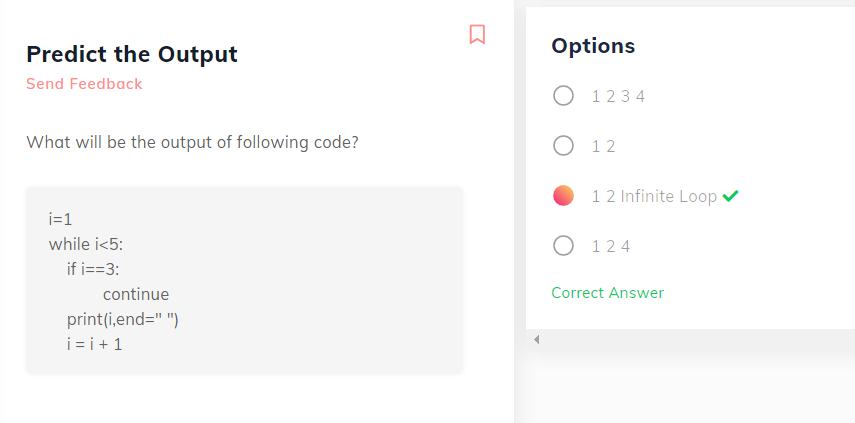 Predict the Output
Send Feedback
What will be the output of following code?
i=1
while i<5:
    if i==3:
            continue
    print(i,end=" ")
    i = i + 1
Options
1 2 3 4
1 2
1 2 Infinite Loop
1 2 4
Correct Answer